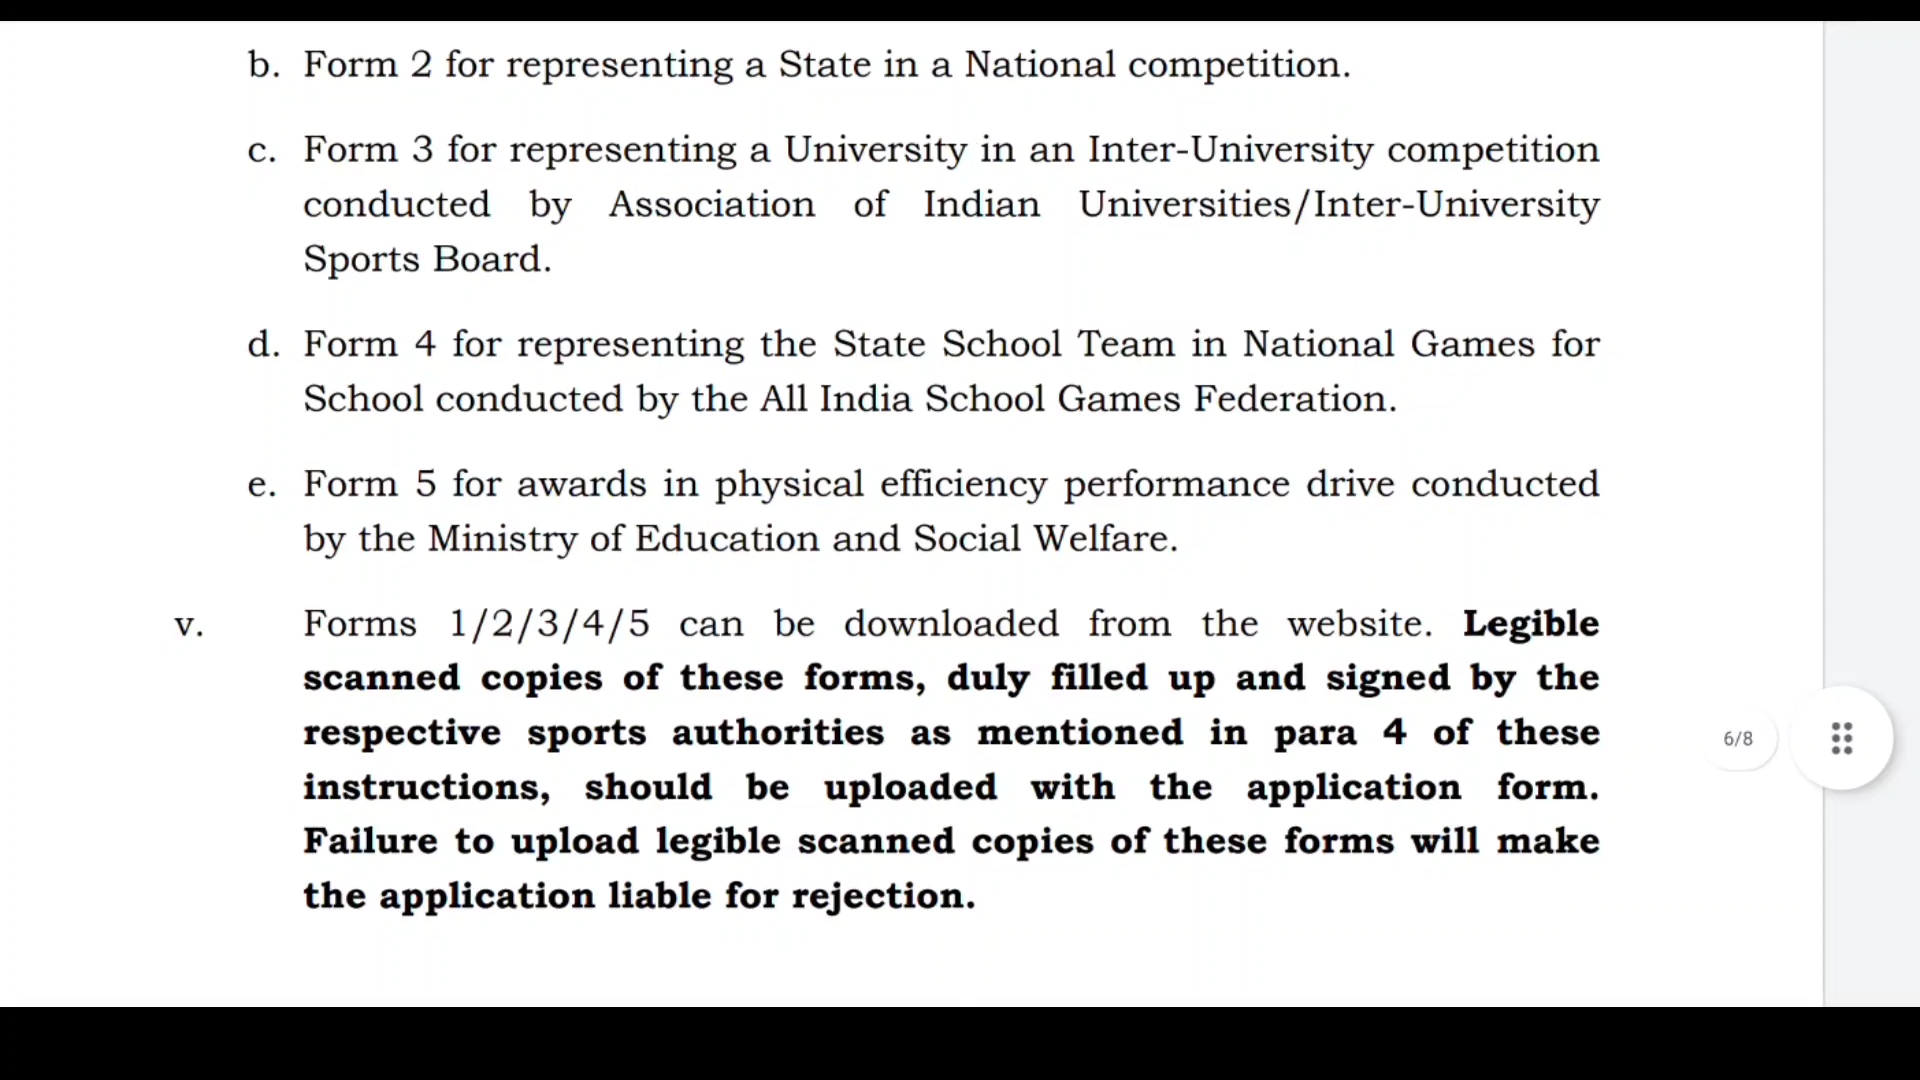 b. Form 2 for representing a State in a National competition.
c. Form 3 for representing a University in an Inter-University competition
conducted by Association of Indian Universities/Inter-University
Sports Board.
d. Form 4 for representing the State School Team in National Games for
School conducted by the All India School Games Federation.
e. Form 5 for awards in physical efficiency performance drive conducted
by the Ministry of Education and Social Welfare.
v. Forms 1/2/3/4/5 can be downloaded from the website. Legible
scanned copies of these forms, duly filled up and signed by the
respective sports authorities as mentioned in para 4 of these
instructions, should be uploaded with the application form.
Failure to upload legible scanned copies of these forms will make
the application liable for rejection.
6/8